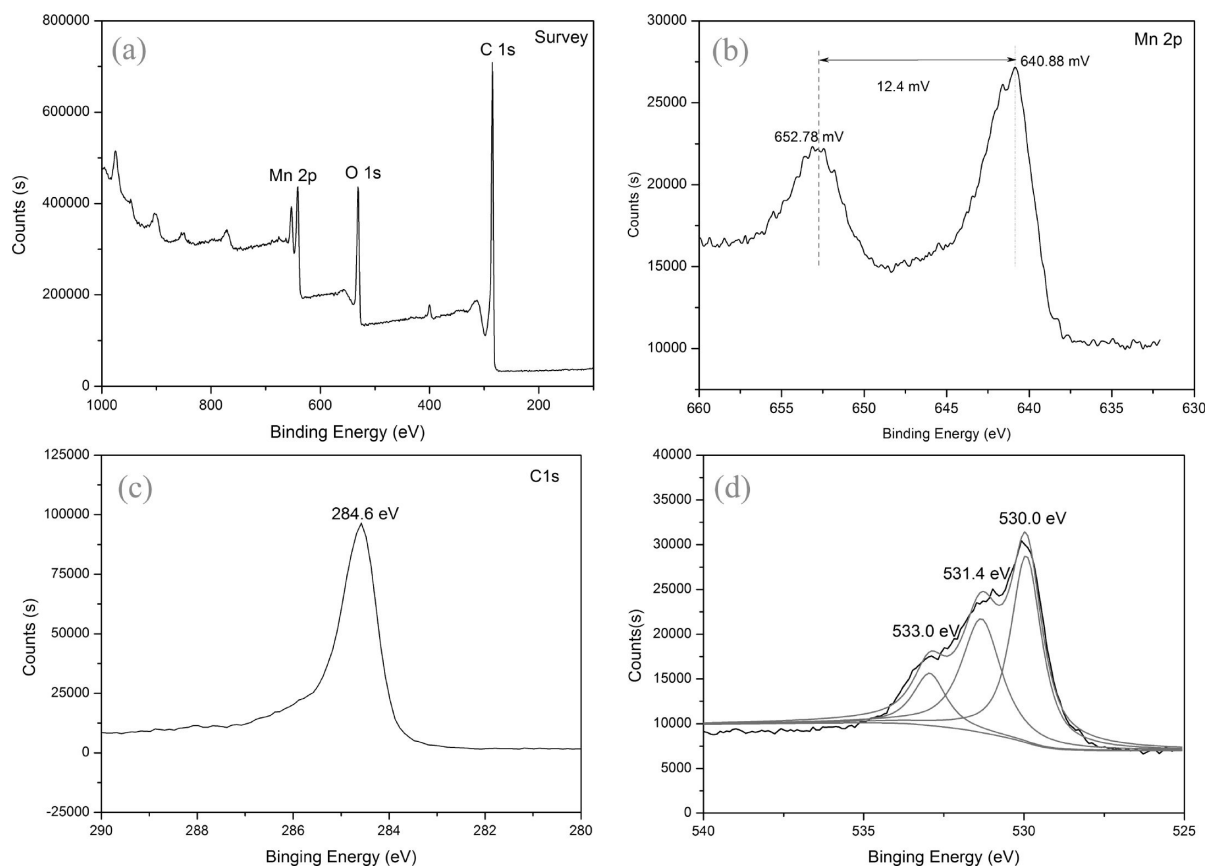 (a)
Survey
C 1s
Mn 2p
O 1s
800000
600000
400000
200000
0
Counts (s)
1000
800
600
400
200
Binding Energy (eV)
(b)
Mn 2p
640.88 mV
12.4 mV
652.78 mV
30000
25000
20000
15000
10000
Counts (s)
660
655
650
645
640
635
630
Binding Energy (eV)
(c)
C1s
284.6 eV
125000
100000
75000
50000
25000
0
-25000
Counts (s)
290
288
286
284
282
280
Binging Energy (eV)
(d)
530.0 eV
531.4 eV
533.0 eV
40000
35000
30000
25000
20000
15000
10000
5000
0
Counts(s)
540
535
530
525
Binging Energy (eV)